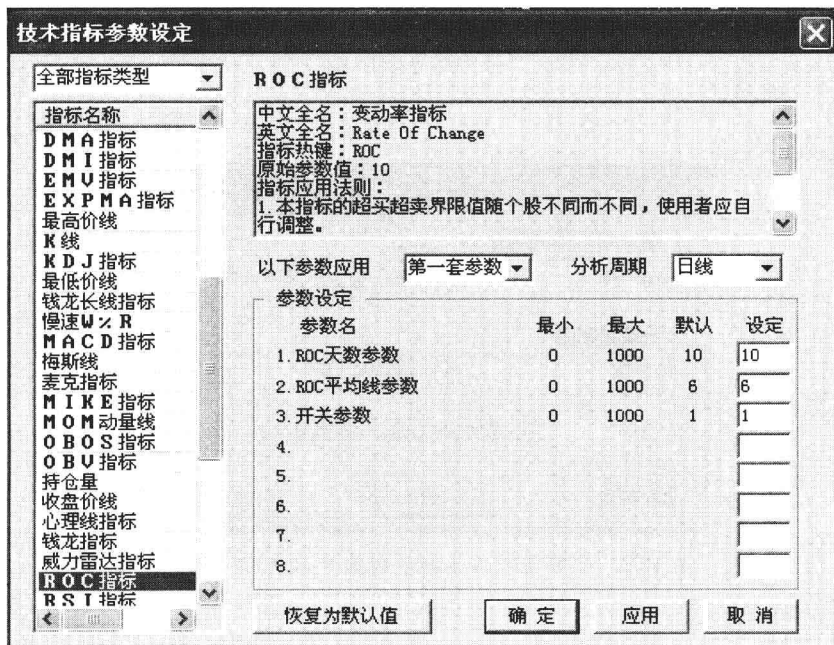 技术指标参数设定
全部指标类型
指标名称
DMA指标
DMI指标
EMV指标
EXPMA指标
最高价线
K线
KDJ指标
最低价线
钱龙长线指标
慢速W%R
MACD指标
梅斯线
麦克指标
MIKE指标
MOM动量线
OBOS指标
OBV指标
持仓量
收盘价线
心理线指标
钱龙指标
威力雷达指标
ROC指标
RSI指标
ROC指标
中文全名：变动率指标
英文全名：Rate Of Change
指标热键：ROC
原始参数值：10
指标应用法则：
1.本指标的超买超卖界限值随个股不同而不同，使用者应自
行调整。
以下参数应用 第一套参数 分析周期 日线
参数设定
参数名 最小 最大 默认 设定
1.ROC天数参数 0 1000 10 10
2.ROC平均线参数 0 1000 6 6
3.开关参数 0 1000 1 1
4.
5.
6.
7.
8.
恢复为默认值 确定 应用 取消